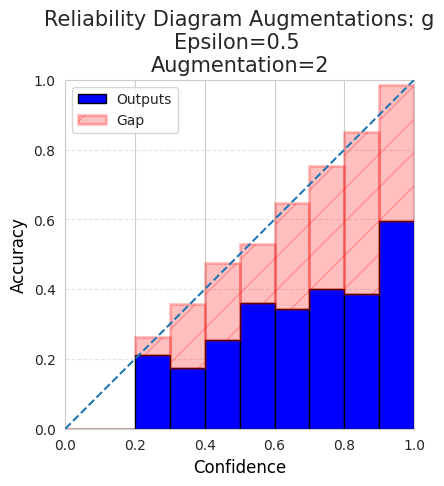 Reliability Diagram Augmentations: g
Epsilon=0.5
Augmentation=2
1.0
Outputs
Gap
0.8
0.6
0.4
0.2
0.0
Accuracy
0.0 0.2 0.4 0.6 0.8 1.0
Confidence